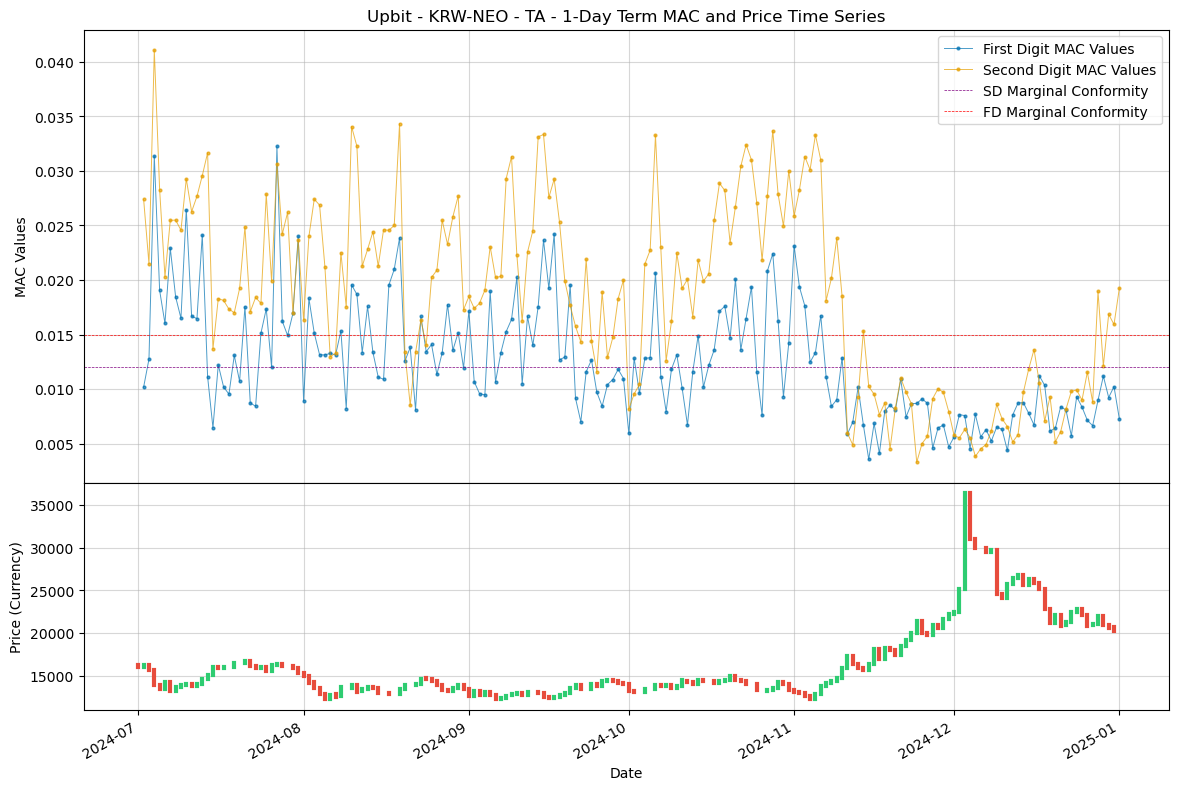 Upbit - KRW-NEO - TA - 1-Day Term MAC and Price Time Series
First Digit MAC Values
Second Digit MAC Values
SD Marginal Conformity
FD Marginal Conformity
MAC Values
0.040
0.035
0.030
0.025
0.020
0.015
0.010
0.005
Price (Currency)
35000
30000
25000
20000
15000
2024-07
2024-08
2024-09
2024-10
2024-11
2024-12
2025-01
Date